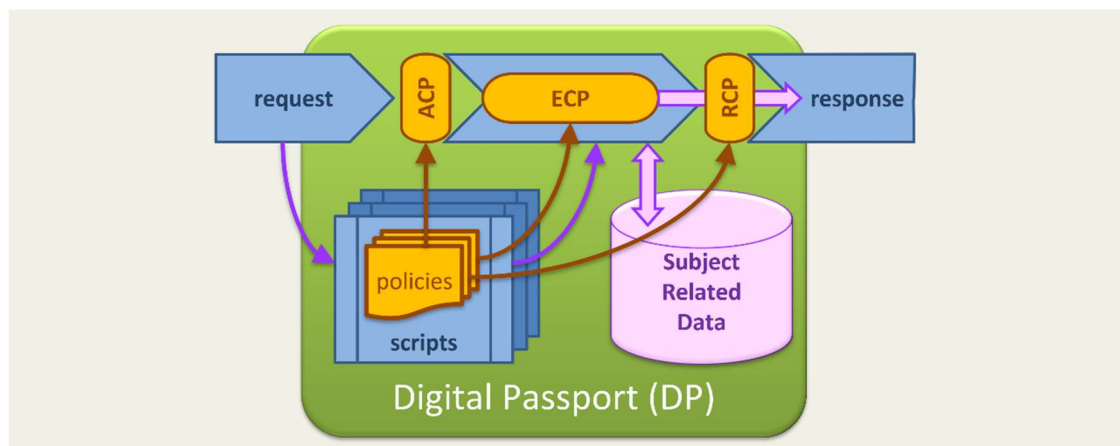 request
ACP
ECP
RCP
response
policies
scripts
Subject
Related
Data
Digital Passport (DP)